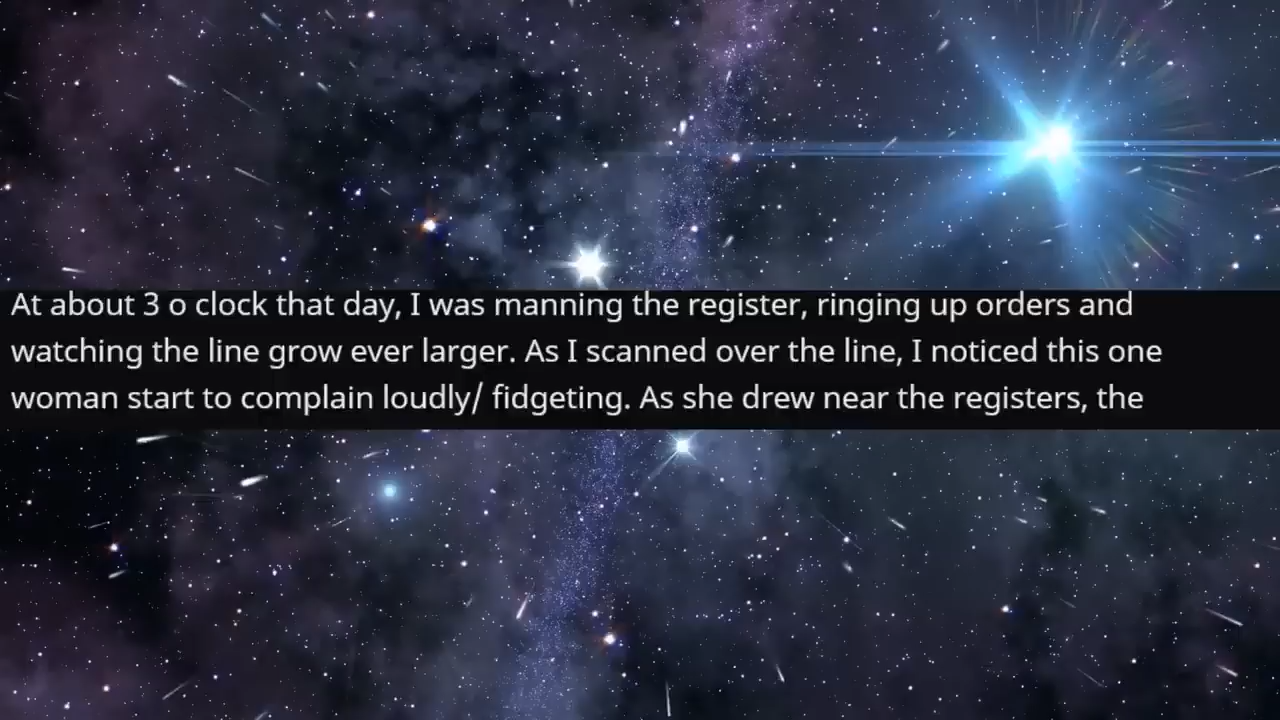 At about 3 o clock that day, I was manning the register, ringing up orders and
watching the line grow ever larger. As I scanned over the line, I noticed this one
woman start to complain loudly/ fidgeting. As she drew near the registers, the